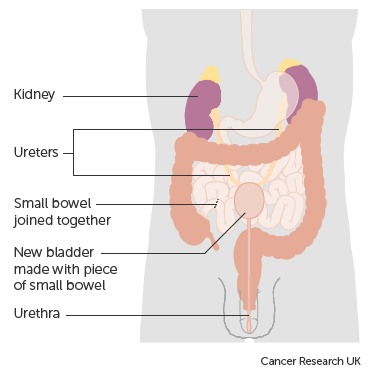 Kidney
Ureters
Small bowel
joined together
New bladder
made with piece
of small bowel
Urethra
Cancer Research UK